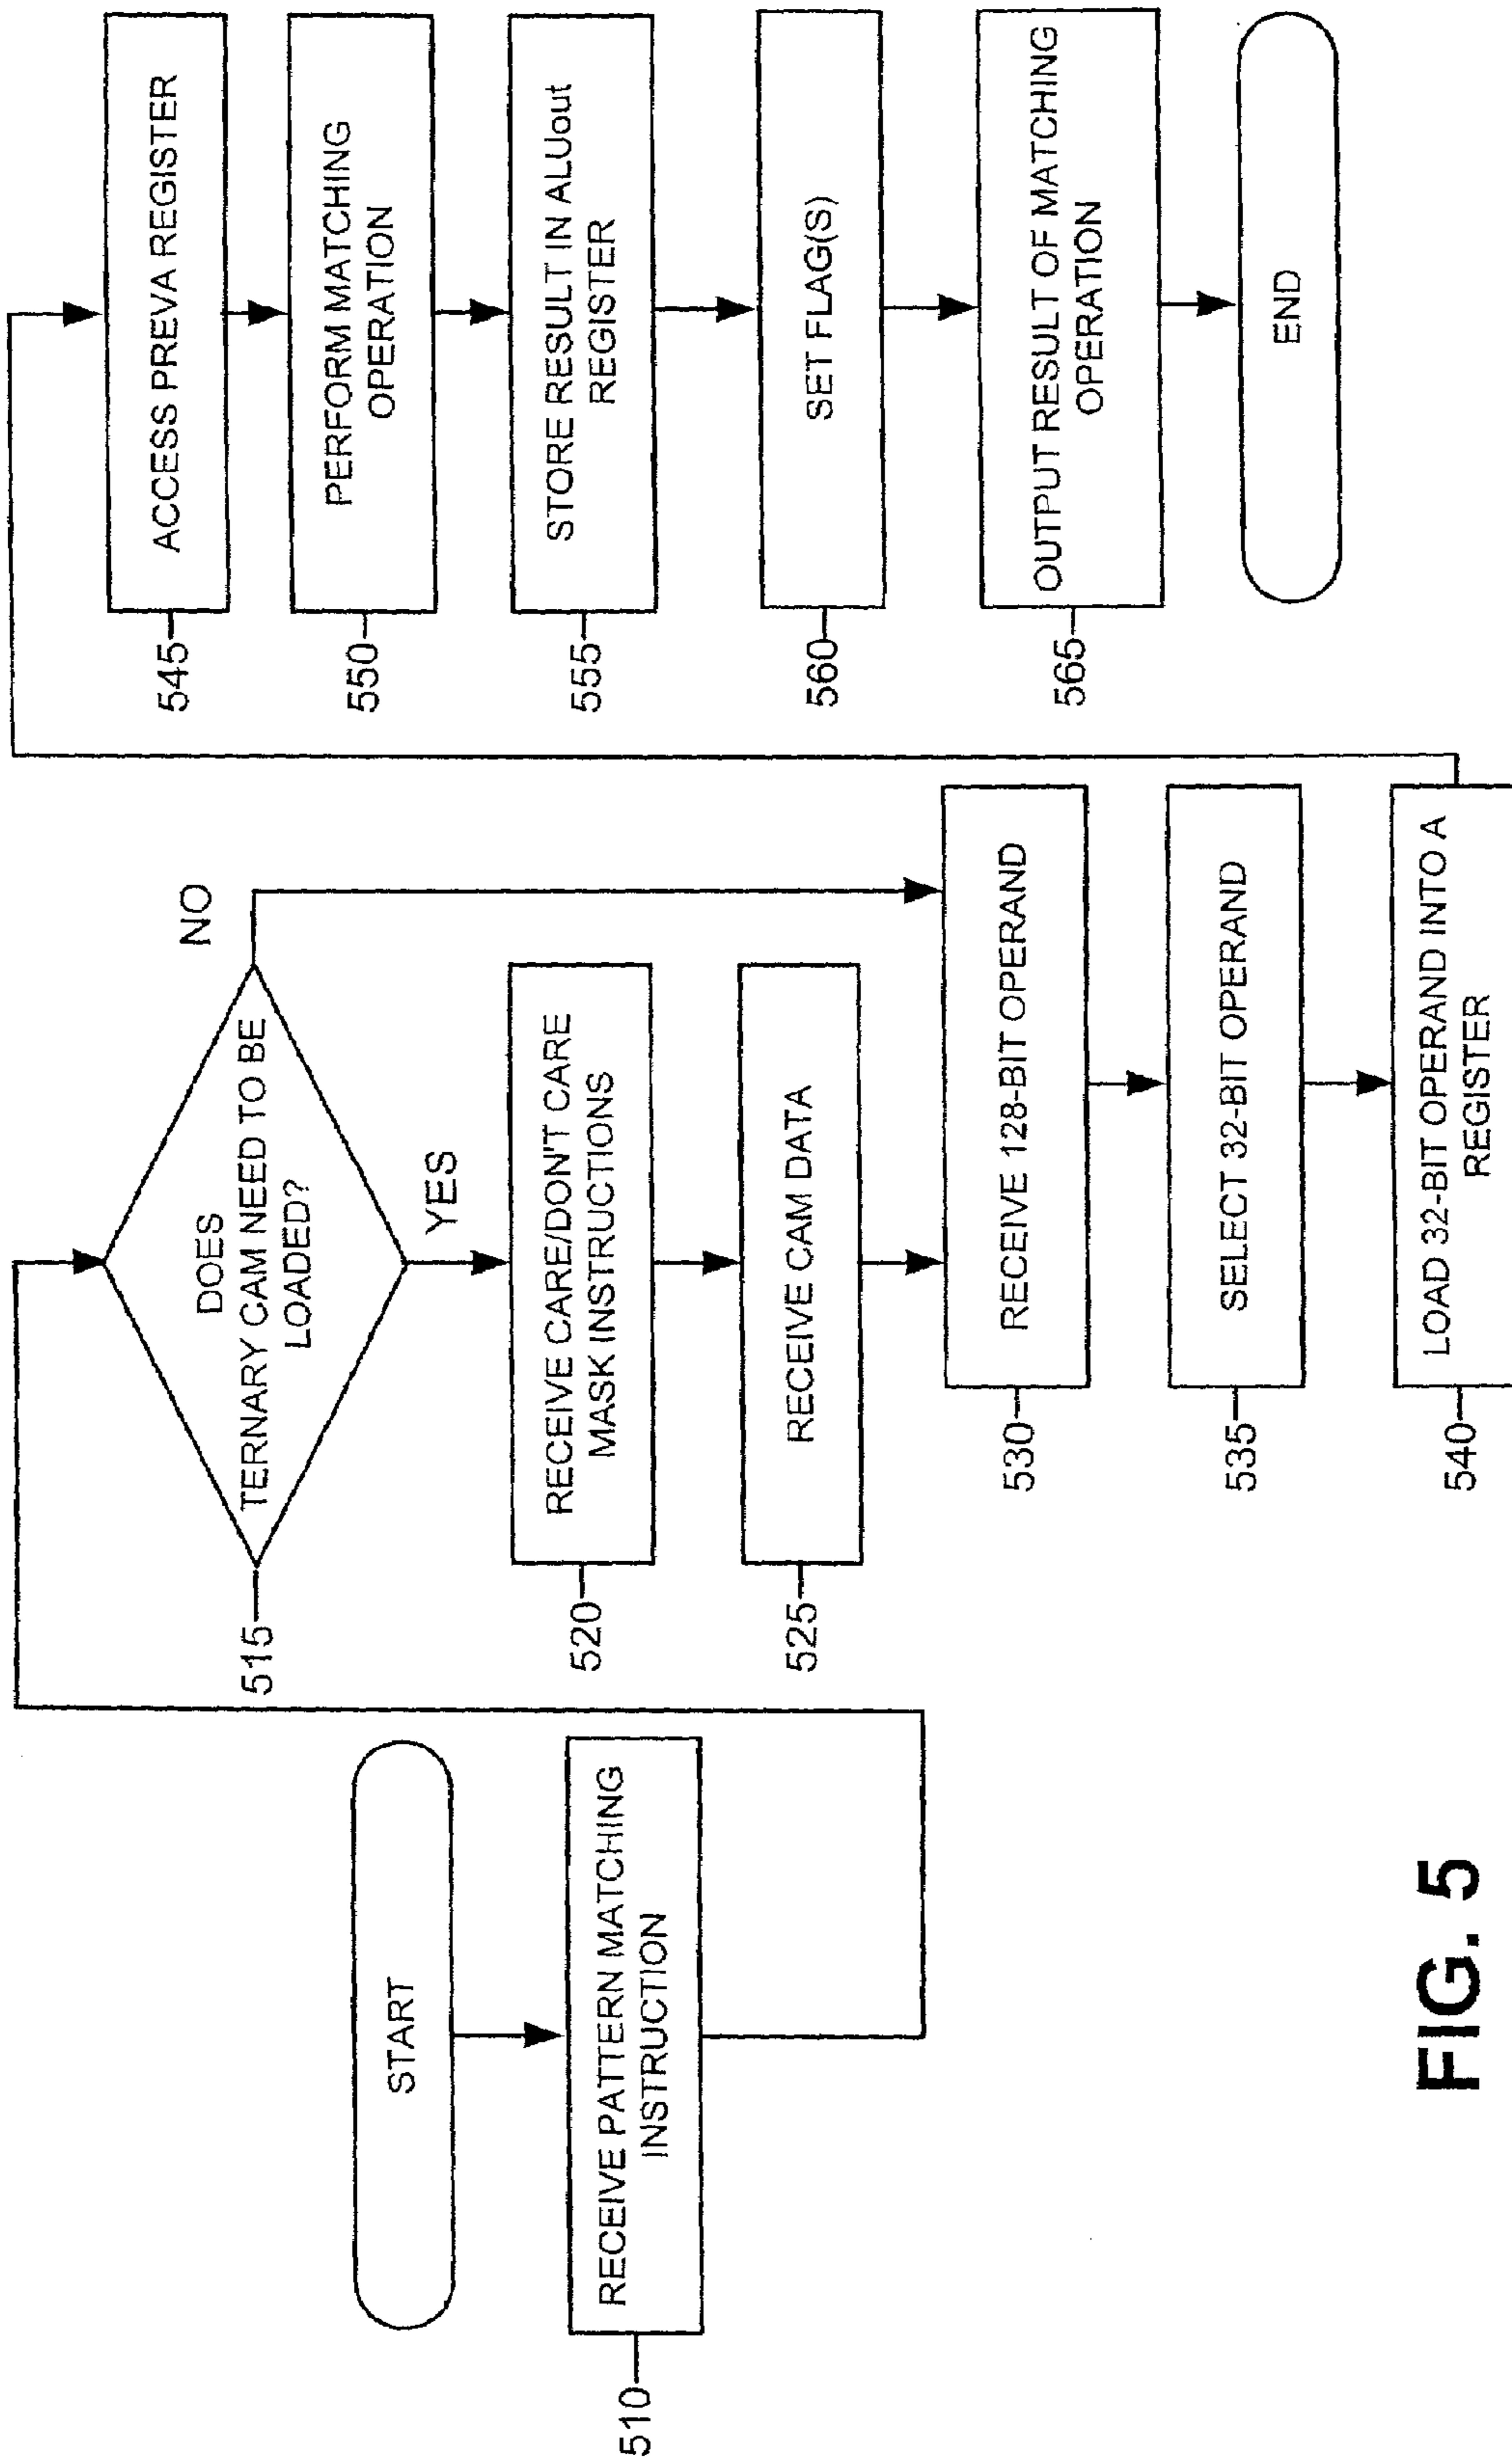 START
510
RECEIVE PATTERN MATCHING
INSTRUCTION
515
DOES
TERNARY CAM NEED TO BE
LOADED?
NO
YES
520
RECEIVE CARE/DON'T CARE
MASK INSTRUCTIONS
525
RECEIVE CAM DATA
530
RECEIVE 128-BIT OPERAND
535
SELECT 32-BIT OPERAND
540
LOAD 32-BIT OPERAND INTO A
REGISTER
545
ACCESS PREVA REGISTER
550
PERFORM MATCHING
OPERATION
555
STORE RESULT IN ALUout
REGISTER
560
SET FLAG(S)
565
OUTPUT RESULT OF MATCHING
OPERATION
END
FIG. 5